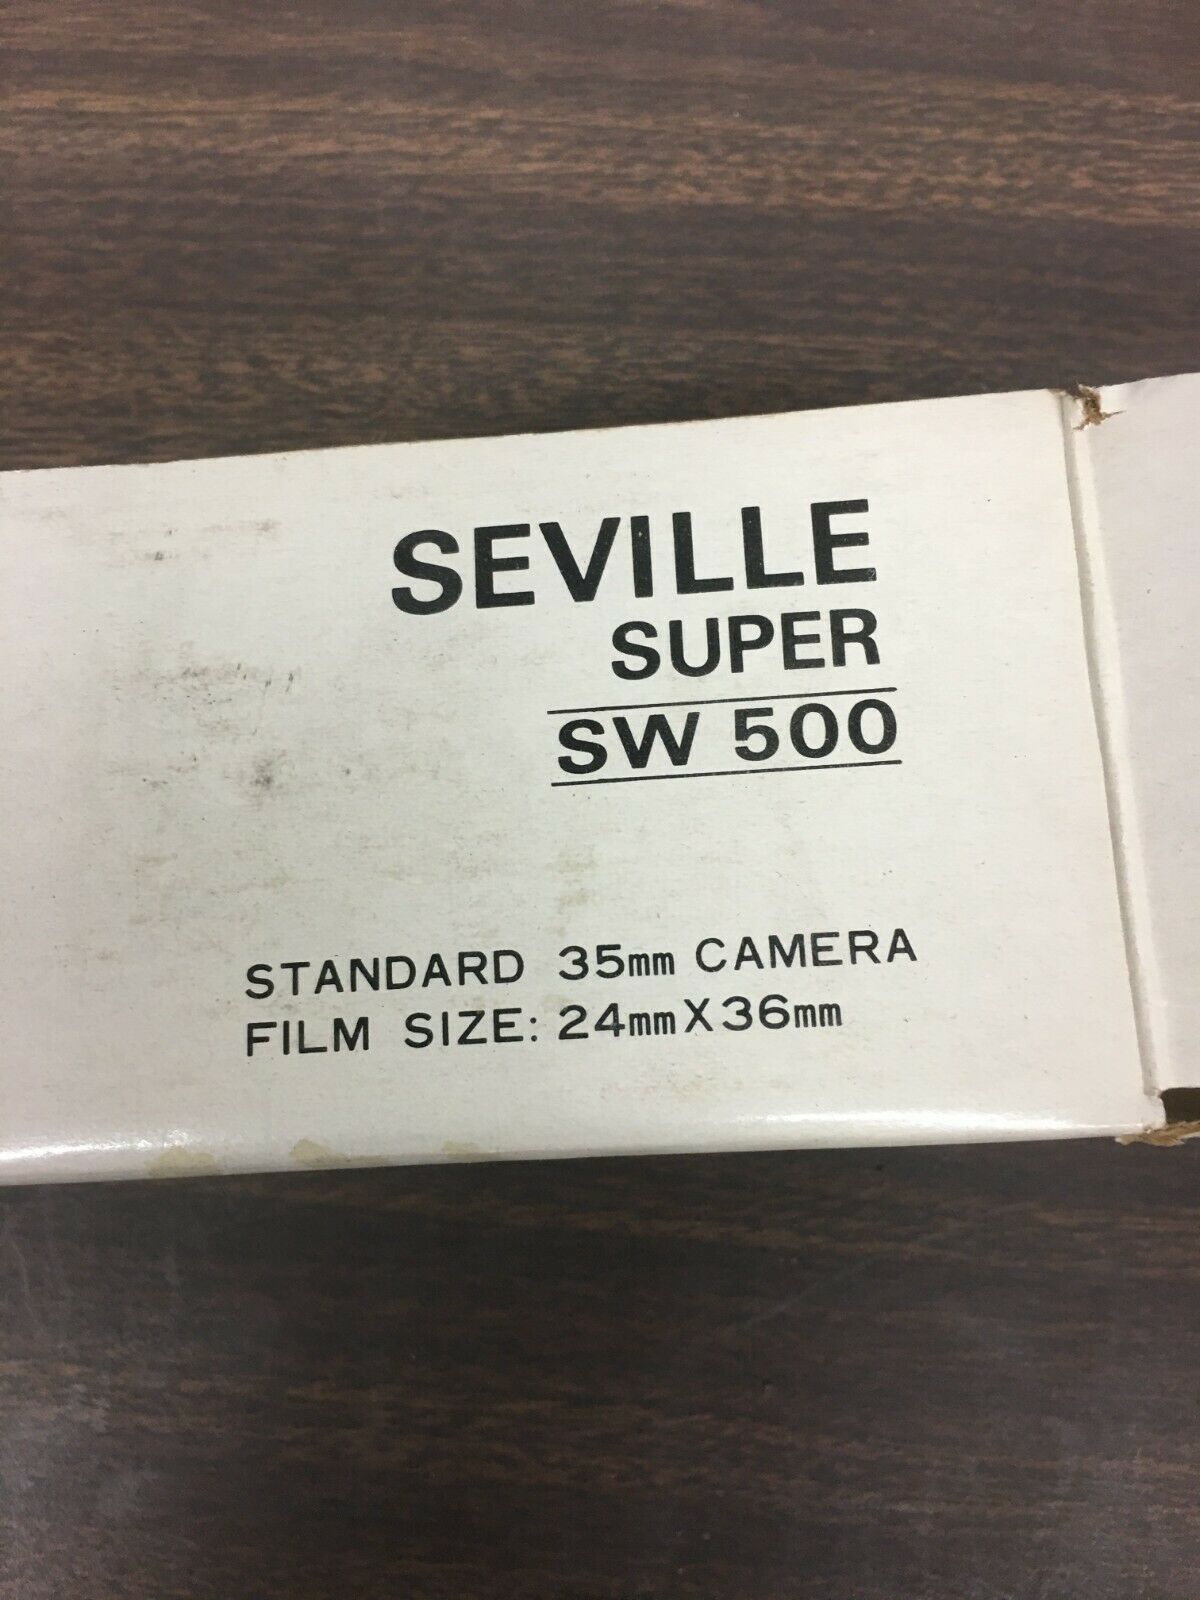 SEVILLE
SUPER
SW 500
STANDARD 35mm CAMERA
FILM SIZE: 24mm X 36mm